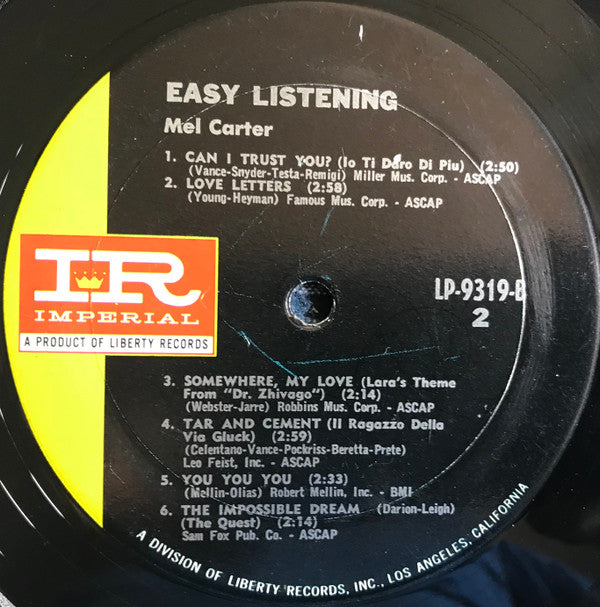 EASY LISTENING
Mel Carter
1. CAN I TRUST YOU? (Io Ti Daro Di Piu) (2:50)
(Vance-Snyder-Testa-Remigi) Miller Mus. Corp. - ASCAP
2. LOVE LETTERS (2:58)
(Young-Heyman) Famous Mus. Corp. - ASCAP
IR
IMPERIAL
A PRODUCT OF LIBERTY RECORDS
LP-9319-B
2
3. SOMEWHERE, MY LOVE (Lara's Theme
From "Dr. Zhivago") (2:14)
(Webster-Jarre) Robbins Mus. Corp. - ASCAP
4. TAR AND CEMENT (Il Ragazzo Della
Via Gluck) (2:59)
(Celentano-Vance-Pockriss-Beretta-Prete)
Leo Feist, Inc. - ASCAP
5. YOU YOU YOU (2:33)
(Mellin-Olias) Robert Mellin, Inc. - BMI
6. THE IMPOSSIBLE DREAM (Darion-Leigh)
(The Quest) (2:14)
Sam Fox Pub. Co. - ASCAP
A DIVISION OF LIBERTY RECORDS, INC., LOS ANGELES, CALIFORNIA